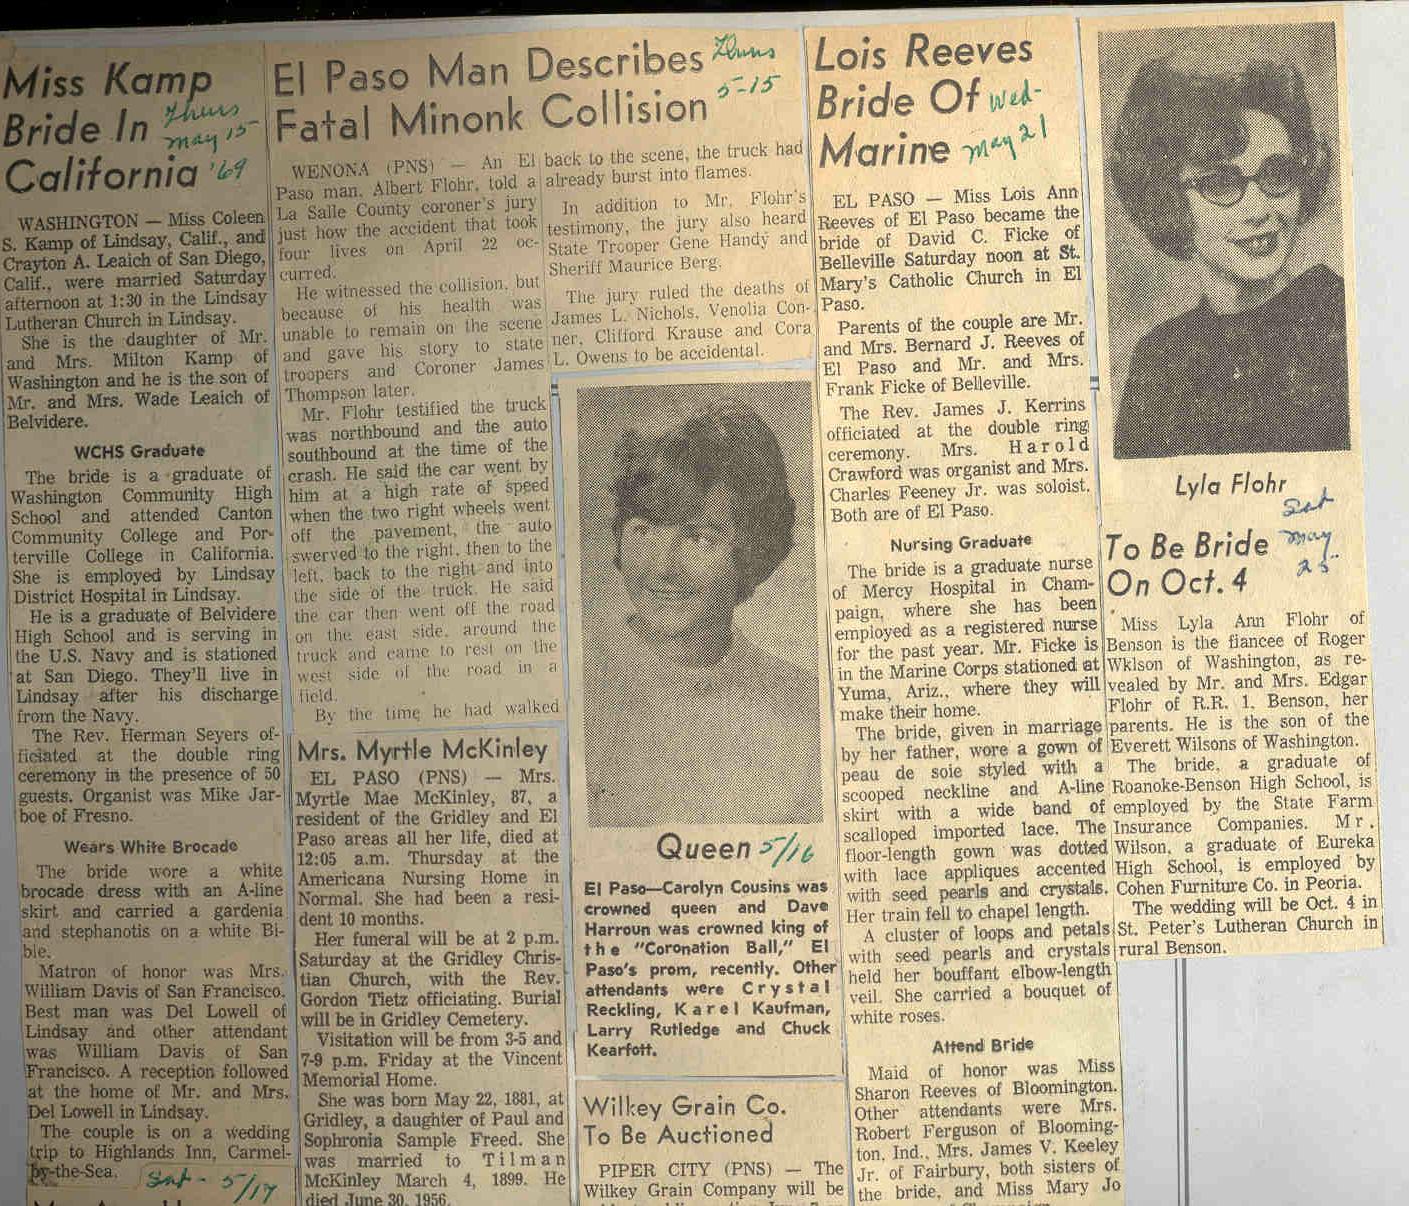 Miss Kamp
Bride In
California
Thurs
May 15
'69
WASHINGTON — Miss Coleen
S. Kamp of Lindsay, Calif., and
Crayton A. Leaich of San Diego,
Calif., were married Saturday
afternoon at 1:30 in the Lindsay
Lutheran Church in Lindsay.
She is the daughter of Mr.
and Mrs. Milton Kamp of
Washington and he is the son of
Mr. and Mrs. Wade Leaich of
Belvidere.
WCHS Graduate
The bride is a graduate of
Washington Community High
School and attended Canton
Community College and Por-
terville College in California.
She is employed by Lindsay
District Hospital in Lindsay.
He is a graduate of Belvidere
High School and is serving in
the U.S. Navy and is stationed
at San Diego. They'll live in
Lindsay after his discharge
from the Navy.
The Rev. Herman Seyers of-
ficiated at the double ring
ceremony in the presence of 50
guests. Organist was Mike Jar-
boe of Fresno.
Wears White Brocade
The bride wore a white
brocade dress with an A-line
skirt and carried a gardenia
and stephanotis on a white Bi-
ble.
Matron of honor was Mrs.
William Davis of San Francisco.
Best man was Del Lowell of
Lindsay and other attendant
was William Davis of San
Francisco. A reception followed
at the home of Mr. and Mrs.
Del Lowell in Lindsay.
The couple is on a wedding
trip to Highlands Inn, Carmel-
by-the-Sea.
Sat - 5/17
El Paso Man Describes
Fatal Minonk Collision
Thurs
5-15
WENONA (PNS) — An El
Paso man, Albert Flohr, told a
La Salle County coroner's jury
just how the accident that took
four lives on April 22 oc-
curred.
He witnessed the collision, but
because of his health was
unable to remain on the scene
and gave his story to state
troopers and Coroner James
Thompson later.
Mr. Flohr testified the truck
was northbound and the auto
southbound at the time of the
crash. He said the car went by
him at a high rate of speed
when the two right wheels went
off the pavement, the auto
swerved to the right, then to the
left, back to the right and into
the side of the truck. He said
the car then went off the road
on the east side, around the
truck and came to rest on the
west side of the road in a
field.
By the time he had walked
back to the scene, the truck had
already burst into flames.
In addition to Mr. Flohr's
testimony, the jury also heard
State Trooper Gene Handy and
Sheriff Maurice Berg.
The jury ruled the deaths of
James L. Nichols, Venolia Con-
ner, Clifford Krause and Cora
L. Owens to be accidental.
Mrs. Myrtle McKinley
EL PASO (PNS) — Mrs.
Myrtle Mae McKinley, 87, a
resident of the Gridley and El
Paso areas all her life, died at
12:05 a.m. Thursday at the
Americana Nursing Home in
Normal. She had been a resi-
dent 10 months.
Her funeral will be at 2 p.m.
Saturday at the Gridley Chris-
tian Church, with the Rev.
Gordon Tietz officiating. Burial
will be in Gridley Cemetery.
Visitation will be from 3-5 and
7-9 p.m. Friday at the Vincent
Memorial Home.
She was born May 22, 1881, at
Gridley, a daughter of Paul and
Sophronia Sample Freed. She
was married to Tilman
McKinley March 4, 1899. He
died June 30, 1956.
Queen
5/16
El Paso—Carolyn Cousins was
crowned queen and Dave
Harroun was crowned king of
the "Coronation Ball," El
Paso's prom, recently. Other
attendants were Crystal
Reckling, Karel Kaufman,
Larry Rutledge and Chuck
Kearfott.
Wilkey Grain Co.
To Be Auctioned
PIPER CITY (PNS) — The
Wilkey Grain Company will be
Lois Reeves
Bride Of
Marine
Wed-
May 21
EL PASO — Miss Lois Ann
Reeves of El Paso became the
bride of David C. Ficke of
Belleville Saturday noon at St.
Mary's Catholic Church in El
Paso.
Parents of the couple are Mr.
and Mrs. Bernard J. Reeves of
El Paso and Mr. and Mrs.
Frank Ficke of Belleville.
The Rev. James J. Kerrins
officiated at the double ring
ceremony. Mrs. Harold
Crawford was organist and Mrs.
Charles Feeney Jr. was soloist.
Both are of El Paso.
Nursing Graduate
The bride is a graduate nurse
of Mercy Hospital in Cham-
paign, where she has been
employed as a registered nurse
for the past year. Mr. Ficke is
in the Marine Corps stationed at
Yuma, Ariz., where they will
make their home.
The bride, given in marriage
by her father, wore a gown of
peau de soie styled with a
scooped neckline and A-line
skirt with a wide band of
scalloped imported lace. The
floor-length gown was dotted
with lace appliques accented
with seed pearls and crystals.
Her train fell to chapel length.
A cluster of loops and petals
with seed pearls and crystals
held her bouffant elbow-length
veil. She carried a bouquet of
white roses.
Attend Bride
Maid of honor was Miss
Sharon Reeves of Bloomington.
Other attendants were Mrs.
Robert Ferguson of Blooming-
ton, Ind., Mrs. James V. Keeley
Jr. of Fairbury, both sisters of
the bride, and Miss Mary Jo
Lyla Flohr
Sat
May
25
To Be Bride
On Oct. 4
Miss Lyla Ann Flohr of
Benson is the fiancee of Roger
Wklson of Washington, as re-
vealed by Mr. and Mrs. Edgar
Flohr of R.R. 1, Benson, her
parents. He is the son of the
Everett Wilsons of Washington.
The bride, a graduate of
Roanoke-Benson High School, is
employed by the State Farm
Insurance Companies. Mr.
Wilson, a graduate of Eureka
High School, is employed by
Cohen Furniture Co. in Peoria.
The wedding will be Oct. 4 in
St. Peter's Lutheran Church in
rural Benson.